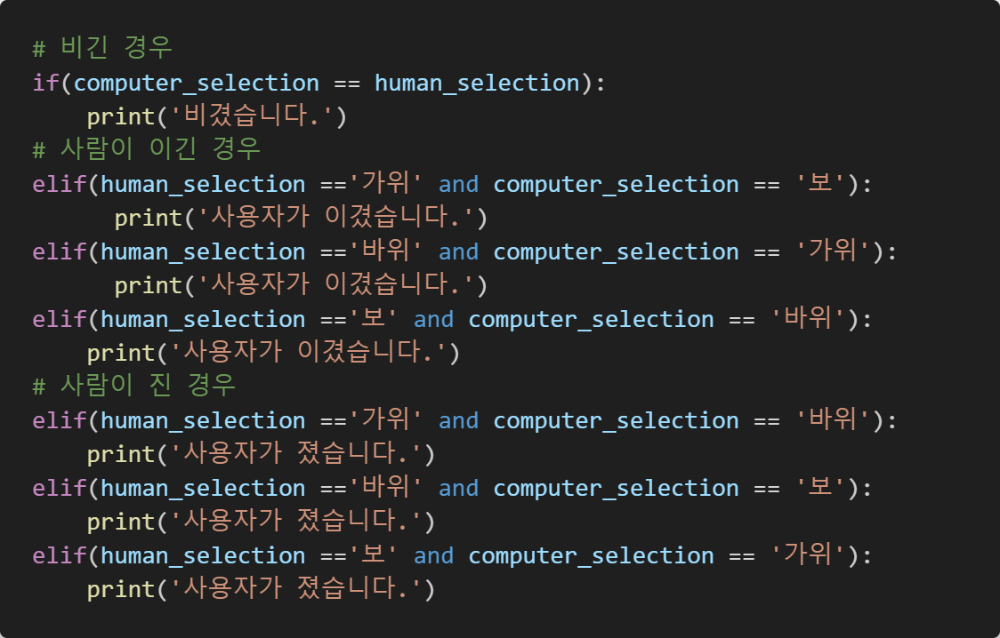 # 비긴 경우
if(computer_selection == human_selection):
    print('비겼습니다.')
# 사람이 이긴 경우
elif(human_selection =='가위' and computer_selection == '보'):
      print('사용자가 이겼습니다.')
elif(human_selection =='바위' and computer_selection == '가위'):
      print('사용자가 이겼습니다.')
elif(human_selection =='보' and computer_selection == '바위'):
    print('사용자가 이겼습니다.')
# 사람이 진 경우
elif(human_selection =='가위' and computer_selection == '바위'):
    print('사용자가 졌습니다.')
elif(human_selection =='바위' and computer_selection == '보'):
    print('사용자가 졌습니다.')
elif(human_selection =='보' and computer_selection == '가위'):
    print('사용자가 졌습니다.')